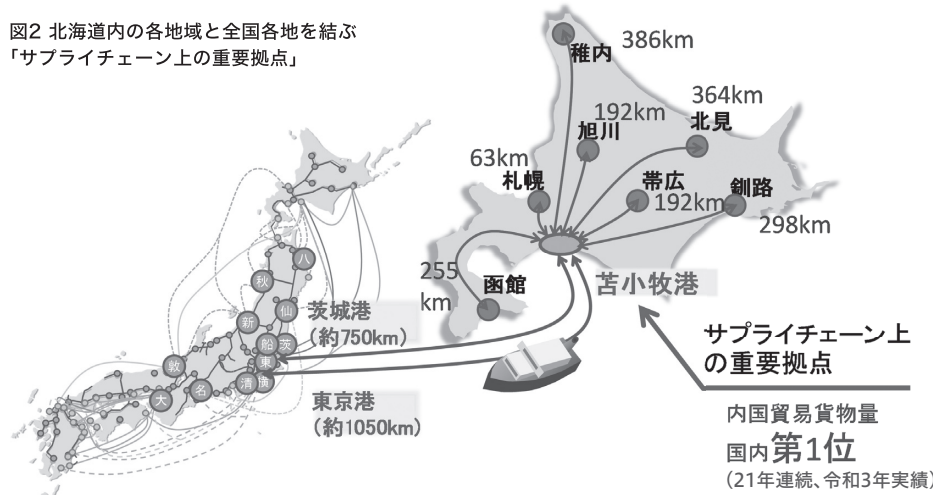 図2 北海道内の各地域と全国各地を結ぶ
「サプライチェーン上の重要拠点」
386km
稚内
364km
北見
192km
旭川
63km
札幌
帯広
192km
釧路
298km
255
km
函館
苫小牧港
八
秋
仙
新
船
茨
東
敦
清
横
名
大
茨城港
(約750km)
東京港
(約1050km)
サプライチェーン上
の重要拠点
内国貿易貨物量
国内第1位
(21年連続、令和3年実績)